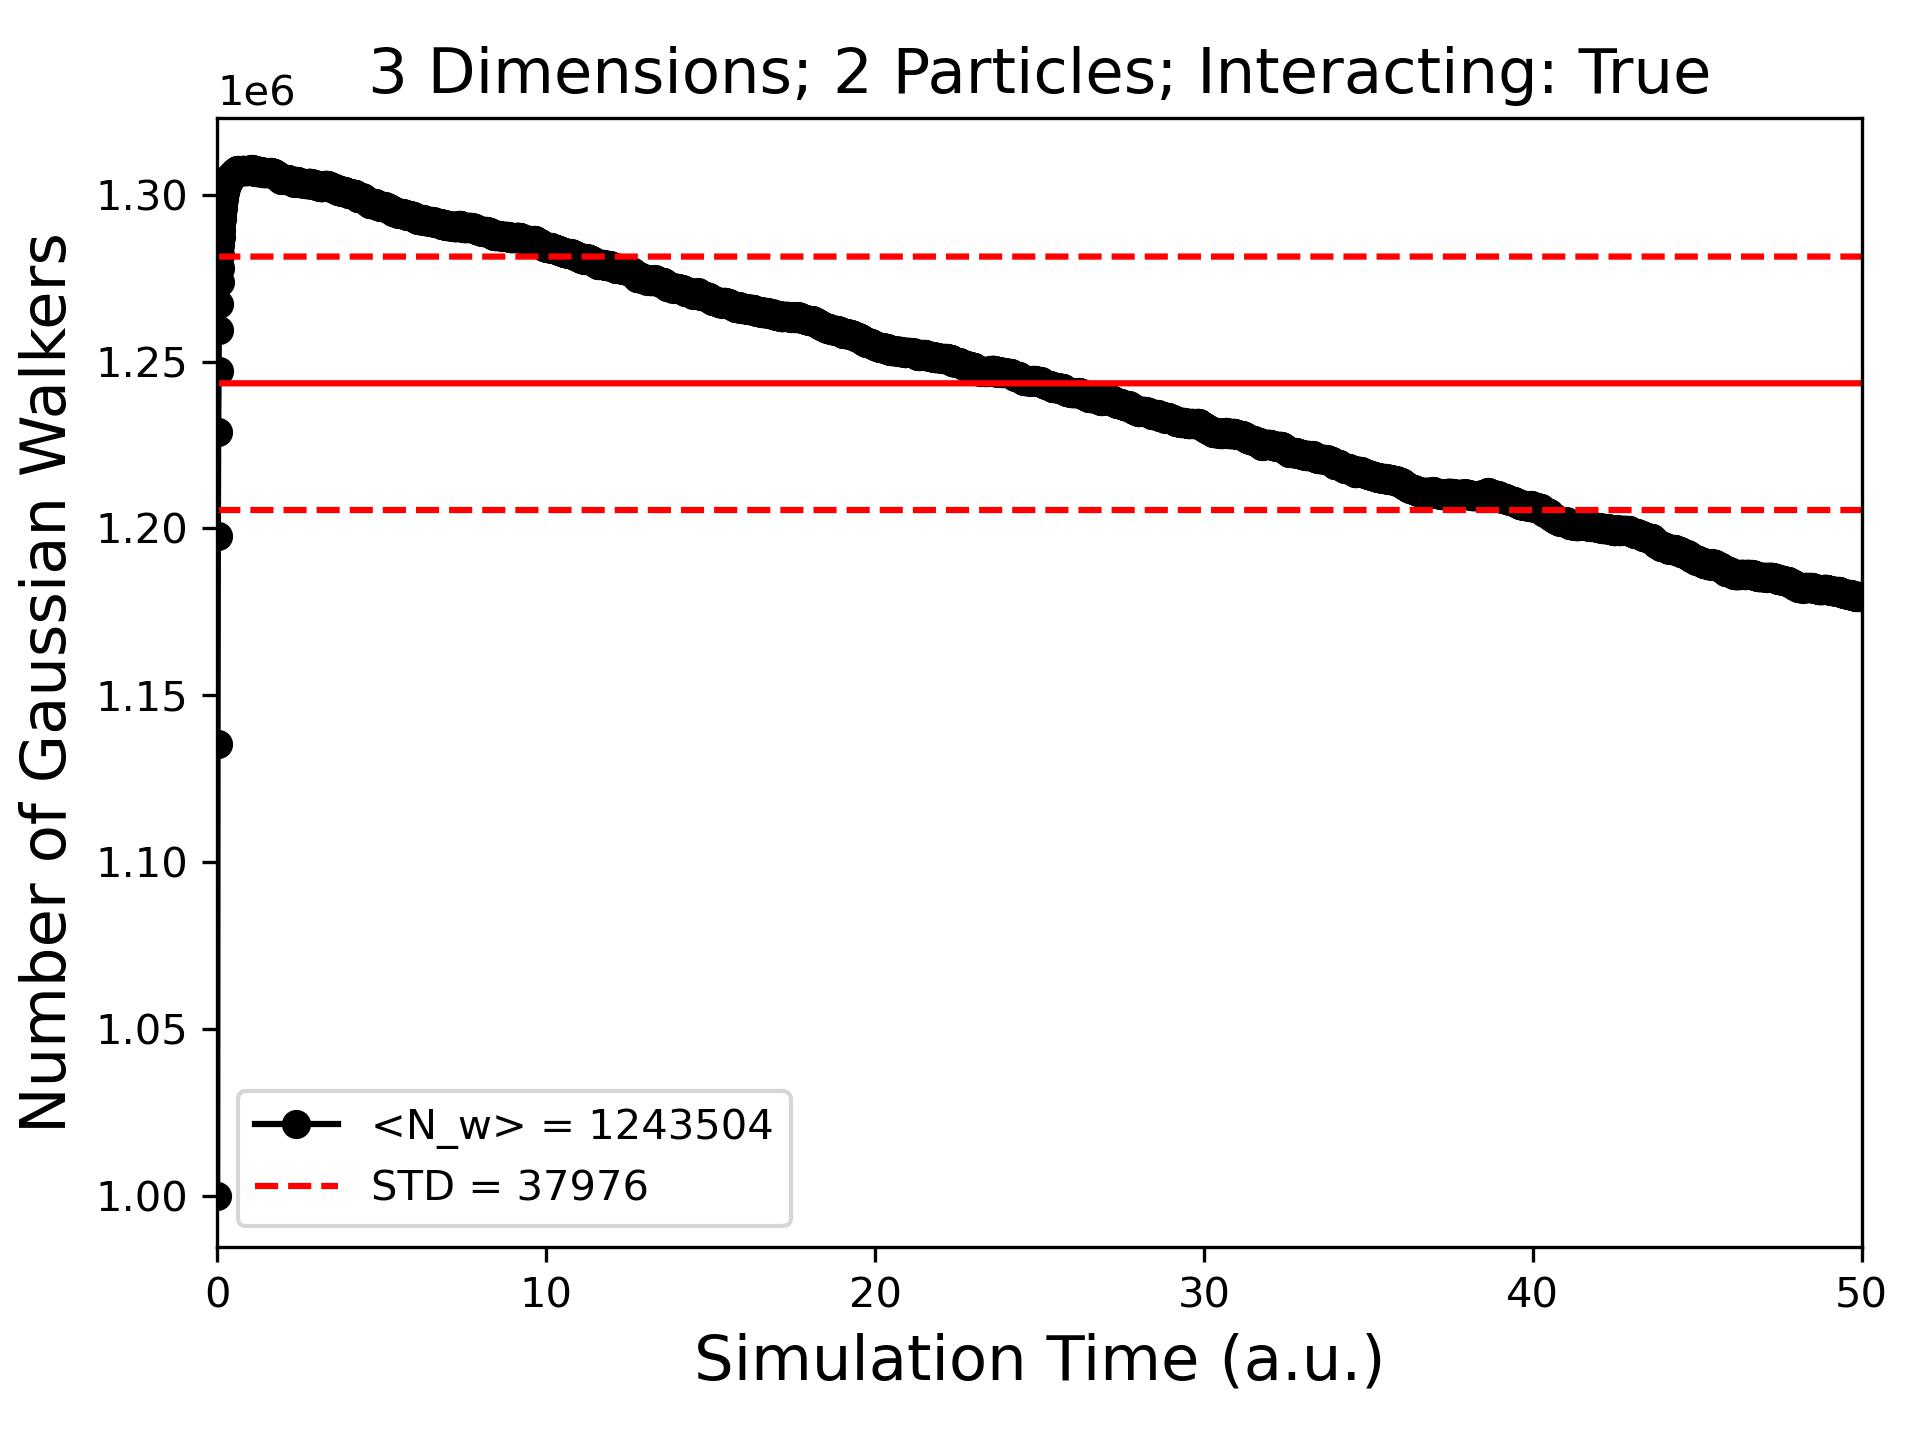 3 Dimensions; 2 Particles; Interacting: True
1e6
Number of Gaussian Walkers
1.30
1.25
1.20
1.15
1.10
1.05
1.00
<N_w> = 1243504
STD = 37976
0 10 20 30 40 50
Simulation Time (a.u.)